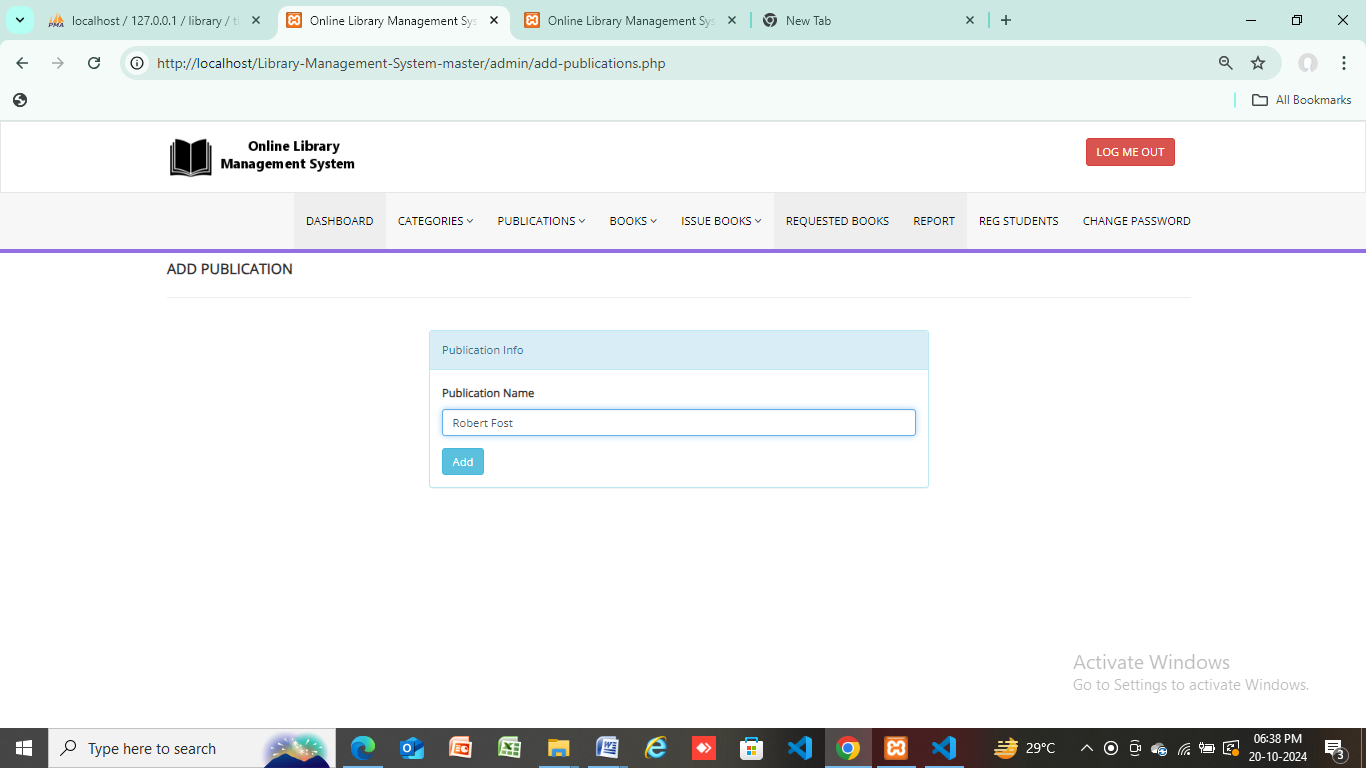 localhost / 127.0.0.1 / library / t
Online Library Management Sys
Online Library Management Sys
New Tab
http://localhost/Library-Management-System-master/admin/add-publications.php
All Bookmarks
Online Library
Management System
LOG ME OUT
DASHBOARD
CATEGORIES
PUBLICATIONS
BOOKS
ISSUE BOOKS
REQUESTED BOOKS
REPORT
REG STUDENTS
CHANGE PASSWORD
ADD PUBLICATION
Publication Info
Publication Name
Robert Fost
Add
Activate Windows
Go to Settings to activate Windows.
Type here to search
29°C
06:38 PM
20-10-2024
3